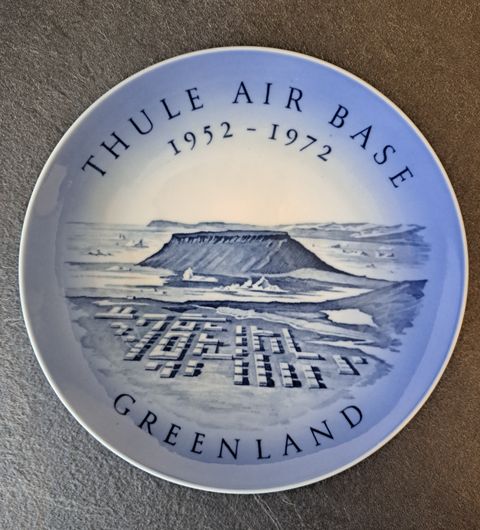 THULE AIR BASE
1952 - 1972
GREENLAND